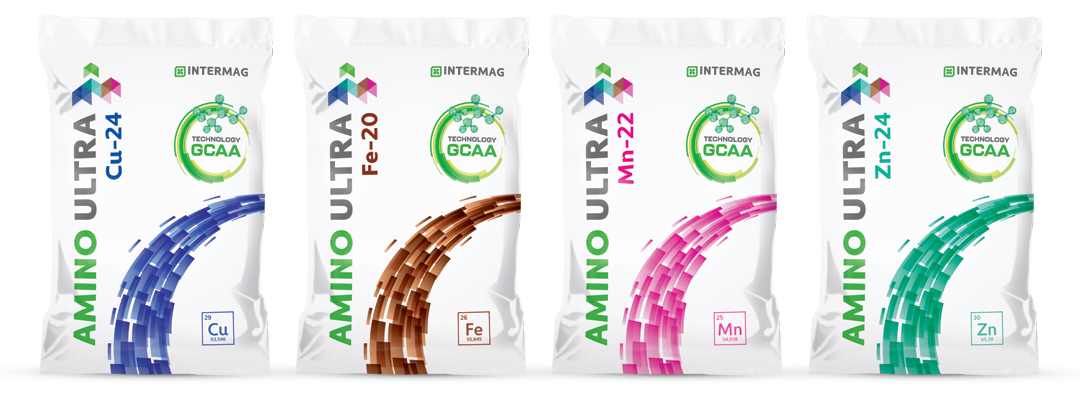 INTERMAG
AMINO ULTRA
Cu-24
TECHNOLOGY
GCAA
29
Cu
63,546
INTERMAG
AMINO ULTRA
Fe-20
TECHNOLOGY
GCAA
26
Fe
55,845
INTERMAG
AMINO ULTRA
Mn-22
TECHNOLOGY
GCAA
25
Mn
54,938
INTERMAG
AMINO ULTRA
Zn-24
TECHNOLOGY
GCAA
30
Zn
65,38